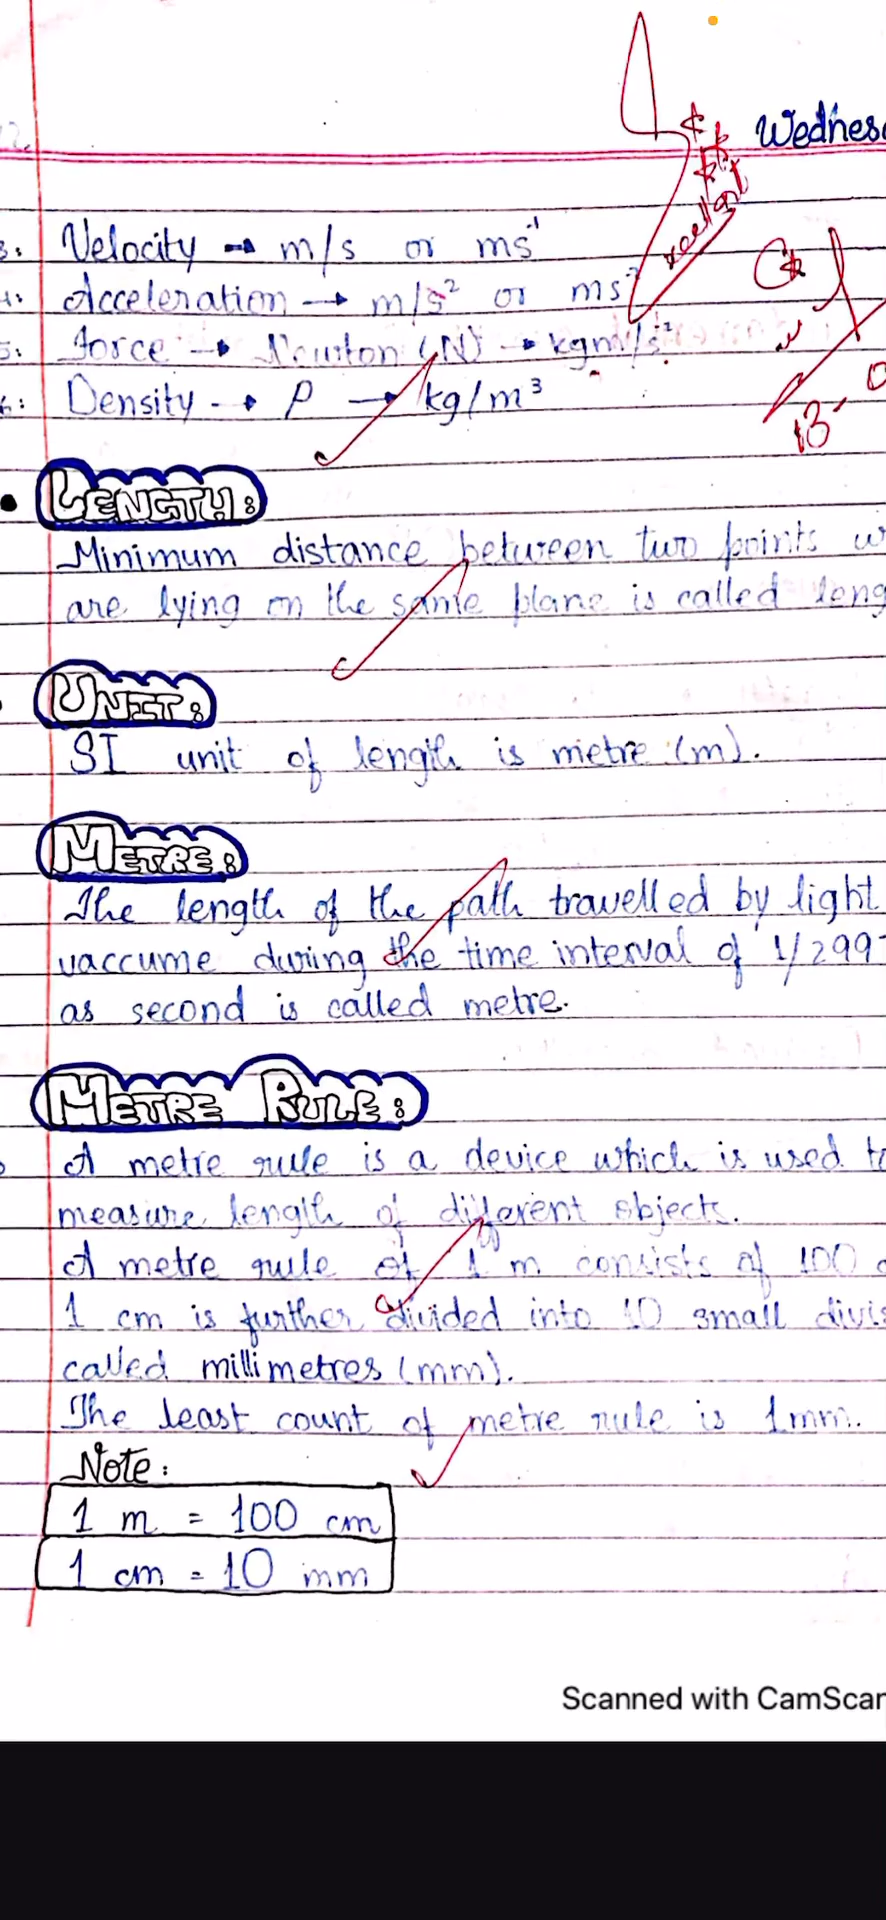 Wednes
3. Velocity → m/s or ms⁻¹
4. Acceleration → m/s² or ms⁻²
5. Force → Newton (N) → kgm/s²
6. Density → ρ → kg/m³
LENGTH:
Minimum distance between two points w
are lying on the same plane is called leng
UNIT:
SI unit of length is metre (m).
METRE:
The length of the path travelled by light
vaccume during the time interval of 1/299
as second is called metre.
METRE RULE:
A metre rule is a device which is used to
measure length of different objects.
A metre rule of 1 m consists of 100 c
1 cm is further divided into 10 small divis
called millimetres (mm).
The least count of metre rule is 1mm.
Note:
1 m = 100 cm
1 cm = 10 mm
Scanned with CamScan